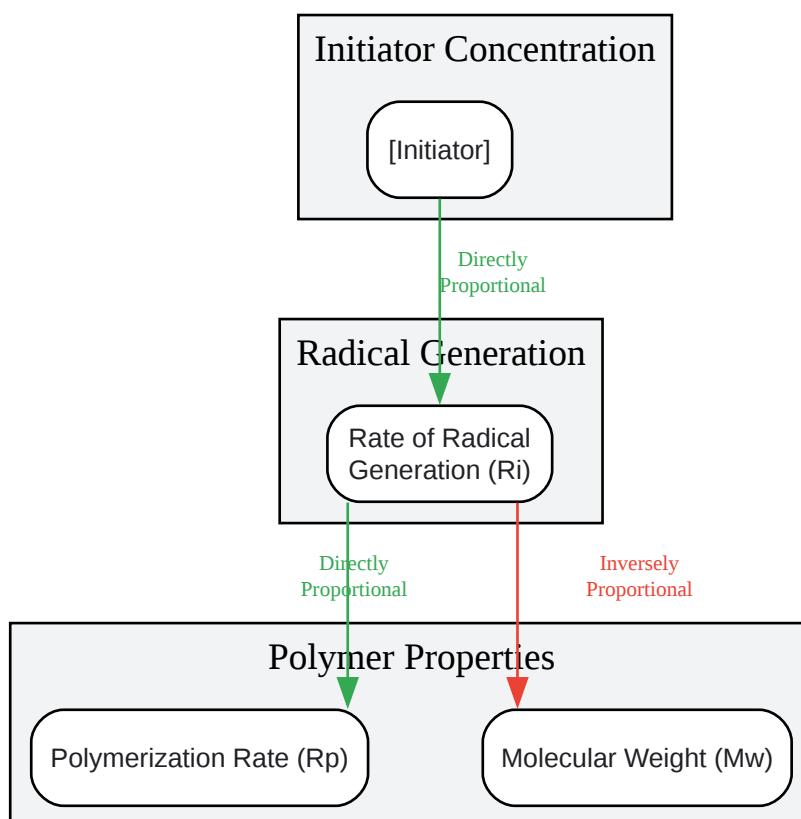 Initiator Concentration
[Initiator]
Directly
Proportional
Radical Generation
Rate of Radical
Generation (Ri)
Directly
Proportional
Inversely
Proportional
Polymer Properties
Polymerization Rate (Rp)
Molecular Weight (Mw)